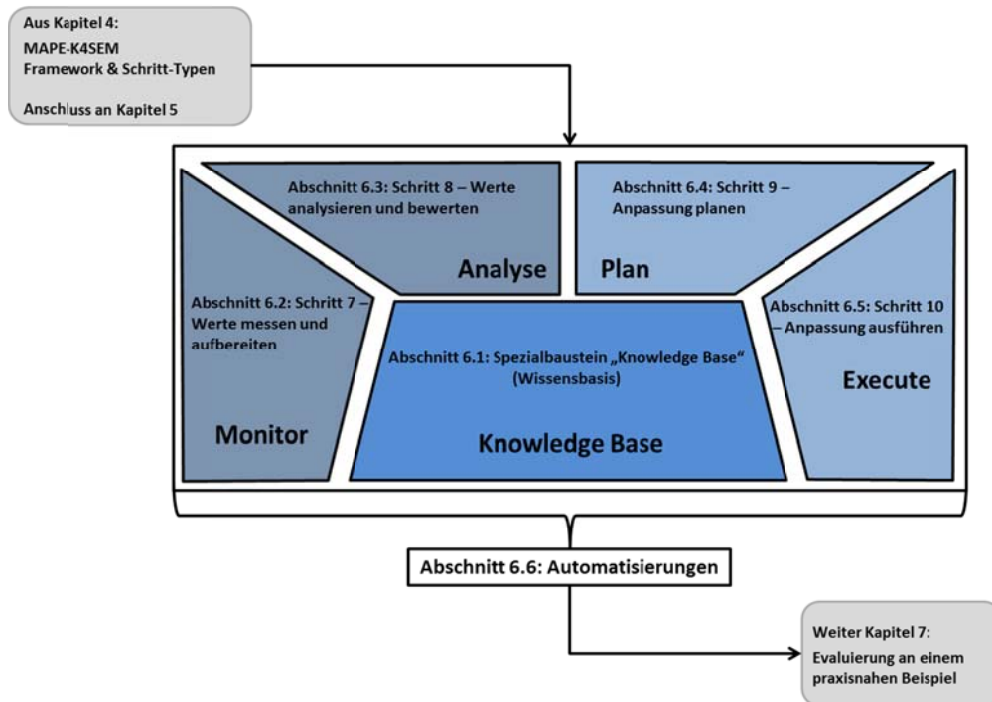 Aus Kapitel 4:
MAPE-K4SEM
Framework & Schritt-Typen
Anschluss an Kapitel 5
Abschnitt 6.3: Schritt 8 – Werte
analysieren und bewerten
Analyse
Abschnitt 6.4: Schritt 9 –
Anpassung planen
Plan
Abschnitt 6.2: Schritt 7 –
Werte messen und
aufbereiten
Monitor
Abschnitt 6.1: Spezialbaustein „Knowledge Base“
(Wissensbasis)
Knowledge Base
Abschnitt 6.5: Schritt 10
– Anpassung ausführen
Execute
Abschnitt 6.6: Automatisierungen
Weiter Kapitel 7:
Evaluierung an einem
praxisnahen Beispiel